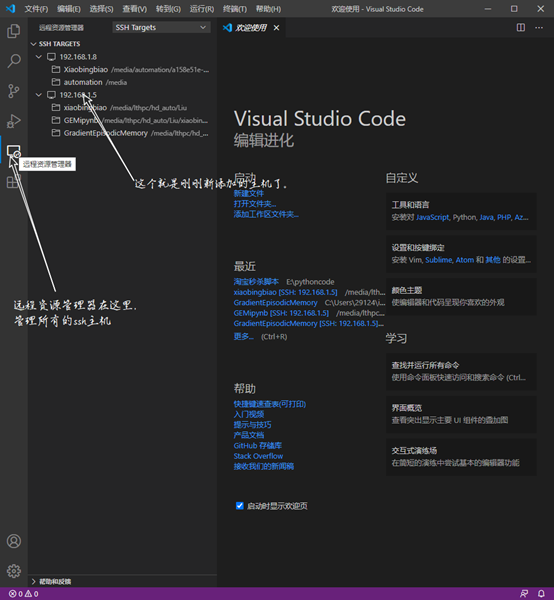 文件(F) 编辑(E) 选择(S) 查看(V) 转到(G) 运行(R) 终端(T) 帮助(H) 欢迎使用 - Visual Studio Code
远程资源管理器 SSH Targets 欢迎使用
SSH TARGETS
192.168.1.8
Xiaobingbiao /media/automation/a158e51e-...
automation /media
192.168.1.5
xiaobingbiao /media/lthpc/hd_auto/Liu
GEMipynb /media/lthpc/hd_auto/Liu/xiaobin...
GradientEpisodicMemory /media/lthpc/hd_...
远程资源管理器
这个就是刚刚新添加的主机了。
远程资源管理器在这里,
管理所有的ssh主机
Visual Studio Code
编辑进化
启动
新建文件
打开文件夹...
添加工作区文件夹...
最近
淘宝秒杀脚本 E:\pythoncode
xiaobingbiao [SSH: 192.168.1.5] /media/lth...
GradientEpisodicMemory C:\Users\29124\i...
GEMipynb [SSH: 192.168.1.5] /media/lthpc...
GradientEpisodicMemory [SSH: 192.168.1.5]...
更多... (Ctrl+R)
帮助
快捷键速查表(可打印)
入门视频
提示与技巧
产品文档
GitHub 存储库
Stack Overflow
接收我们的新闻稿
启动时显示欢迎页
自定义
工具和语言
安装对 JavaScript, Python, Java, PHP, Az...
设置和按键绑定
安装 Vim, Sublime, Atom 和 其他 的设置...
颜色主题
使编辑器和代码呈现你喜欢的外观
学习
查找并运行所有命令
使用命令面板快速访问和搜索命令 (Ctrl...
界面概览
查看突出显示主要 UI 组件的叠加图
交互式演练场
在简短的演练中尝试基本的编辑器功能
帮助和反馈
0 0